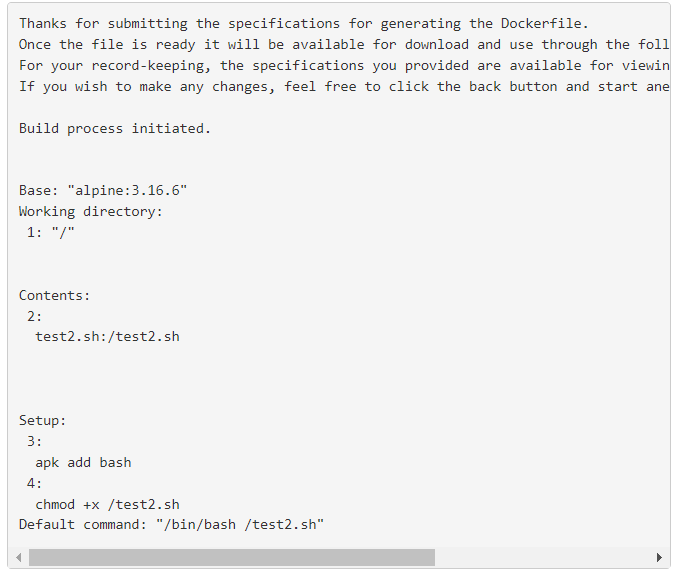 Thanks for submitting the specifications for generating the Dockerfile.
Once the file is ready it will be available for download and use through the foll
For your record-keeping, the specifications you provided are available for viewin
If you wish to make any changes, feel free to click the back button and start ane
Build process initiated.
Base: "alpine:3.16.6"
Working directory:
1: "/"
Contents:
2:
test2.sh:/test2.sh
Setup:
3:
apk add bash
4:
chmod +x /test2.sh
Default command: "/bin/bash /test2.sh"